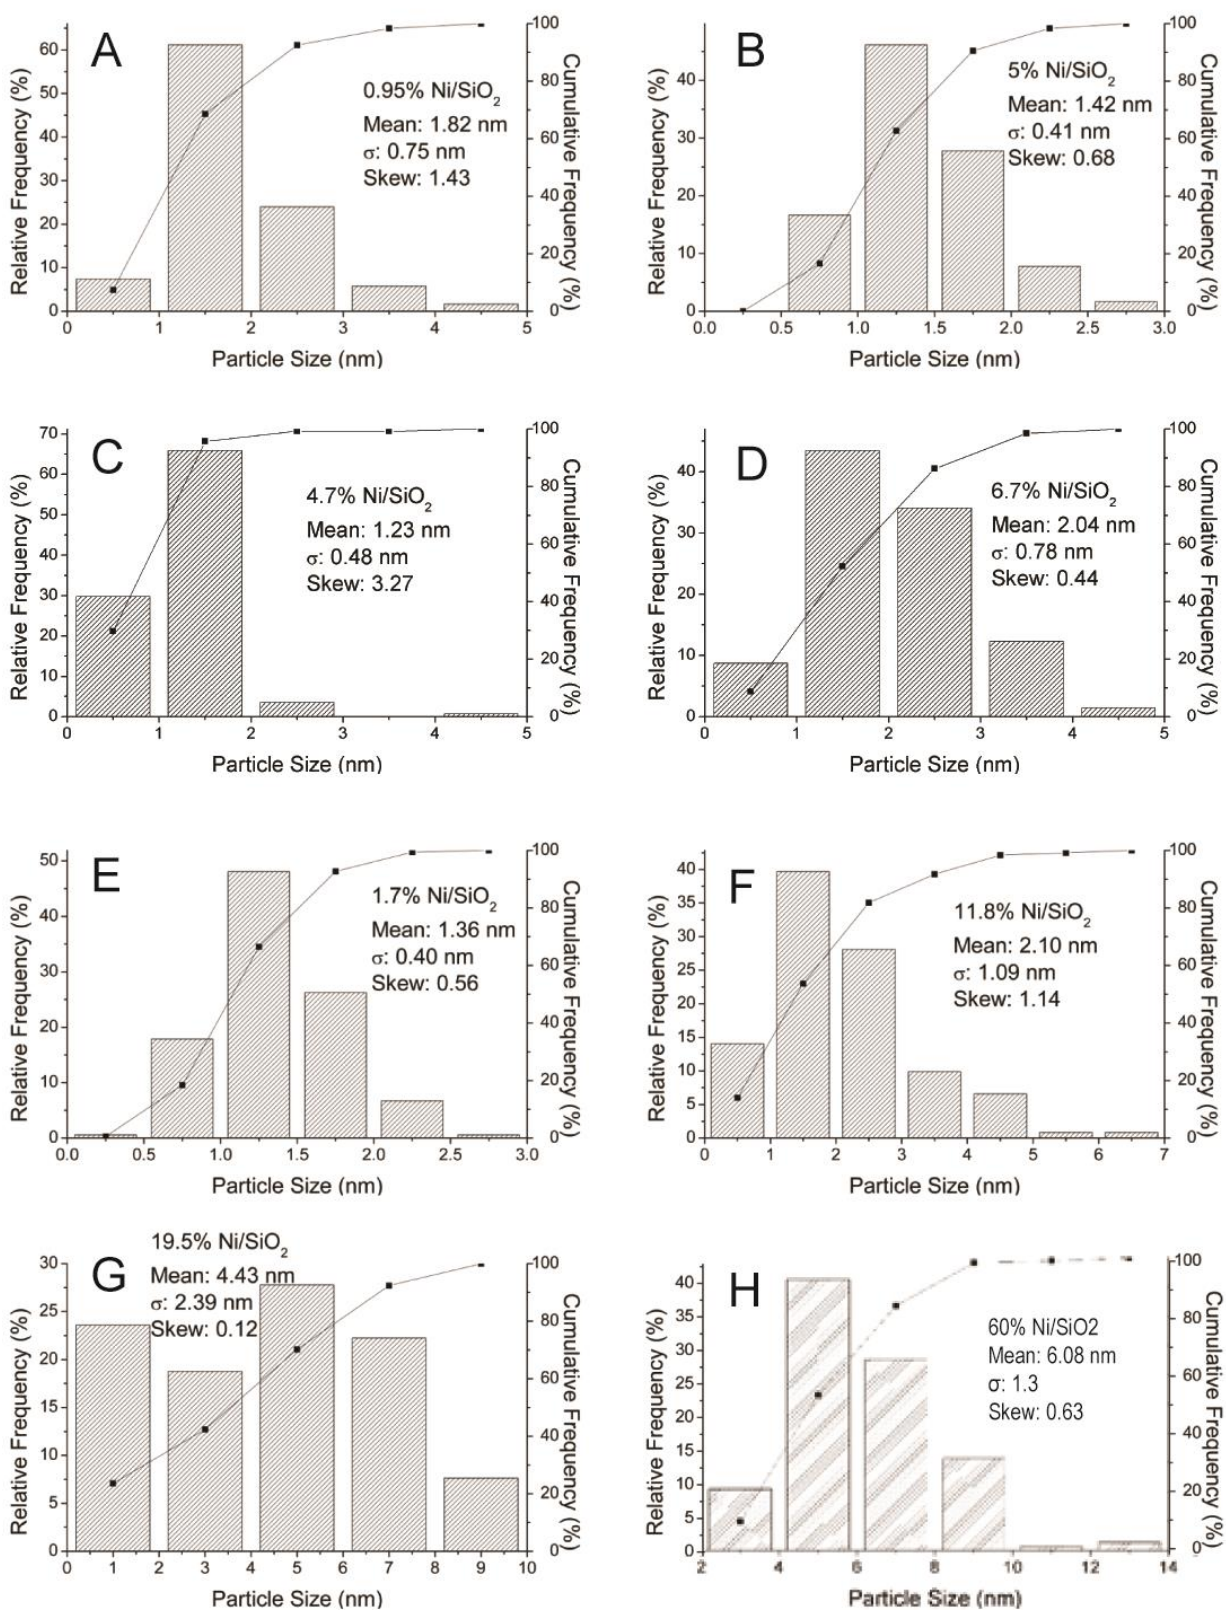 A
0.95% Ni/SiO2
Mean: 1.82 nm
σ: 0.75 nm
Skew: 1.43
Relative Frequency (%)
0 10 20 30 40 50 60
Cumulative Frequency (%)
0 20 40 60 80 100
0 1 2 3 4 5
Particle Size (nm)
B
5% Ni/SiO2
Mean: 1.42 nm
σ: 0.41 nm
Skew: 0.68
Relative Frequency (%)
0 10 20 30 40
Cumulative Frequency (%)
0 20 40 60 80 100
0.0 0.5 1.0 1.5 2.0 2.5 3.0
Particle Size (nm)
C
4.7% Ni/SiO2
Mean: 1.23 nm
σ: 0.48 nm
Skew: 3.27
Relative Frequency (%)
0 10 20 30 40 50 60 70
Cumulative Frequency (%)
0 20 40 60 80 100
0 1 2 3 4 5
Particle Size (nm)
D
6.7% Ni/SiO2
Mean: 2.04 nm
σ: 0.78 nm
Skew: 0.44
Relative Frequency (%)
0 10 20 30 40
Cumulative Frequency (%)
0 20 40 60 80 100
0 1 2 3 4 5
Particle Size (nm)
E
1.7% Ni/SiO2
Mean: 1.36 nm
σ: 0.40 nm
Skew: 0.56
Relative Frequency (%)
0 10 20 30 40 50
Cumulative Frequency (%)
0 20 40 60 80 100
0.0 0.5 1.0 1.5 2.0 2.5 3.0
Particle Size (nm)
F
11.8% Ni/SiO2
Mean: 2.10 nm
σ: 1.09 nm
Skew: 1.14
Relative Frequency (%)
0 5 10 15 20 25 30 35 40
Cumulative Frequency (%)
0 20 40 60 80 100
0 1 2 3 4 5 6 7
Particle Size (nm)
G
19.5% Ni/SiO2
Mean: 4.43 nm
σ: 2.39 nm
Skew: 0.12
Relative Frequency (%)
0 5 10 15 20 25 30
Cumulative Frequency (%)
0 20 40 60 80 100
0 1 2 3 4 5 6 7 8 9 10
Particle Size (nm)
H
60% Ni/SiO2
Mean: 6.08 nm
σ: 1.3
Skew: 0.63
Relative Frequency (%)
0 5 10 15 20 25 30 35 40
Cumulative Frequency (%)
0 20 40 60 80 100
2 4 6 8 10 12 14
Particle Size (nm)